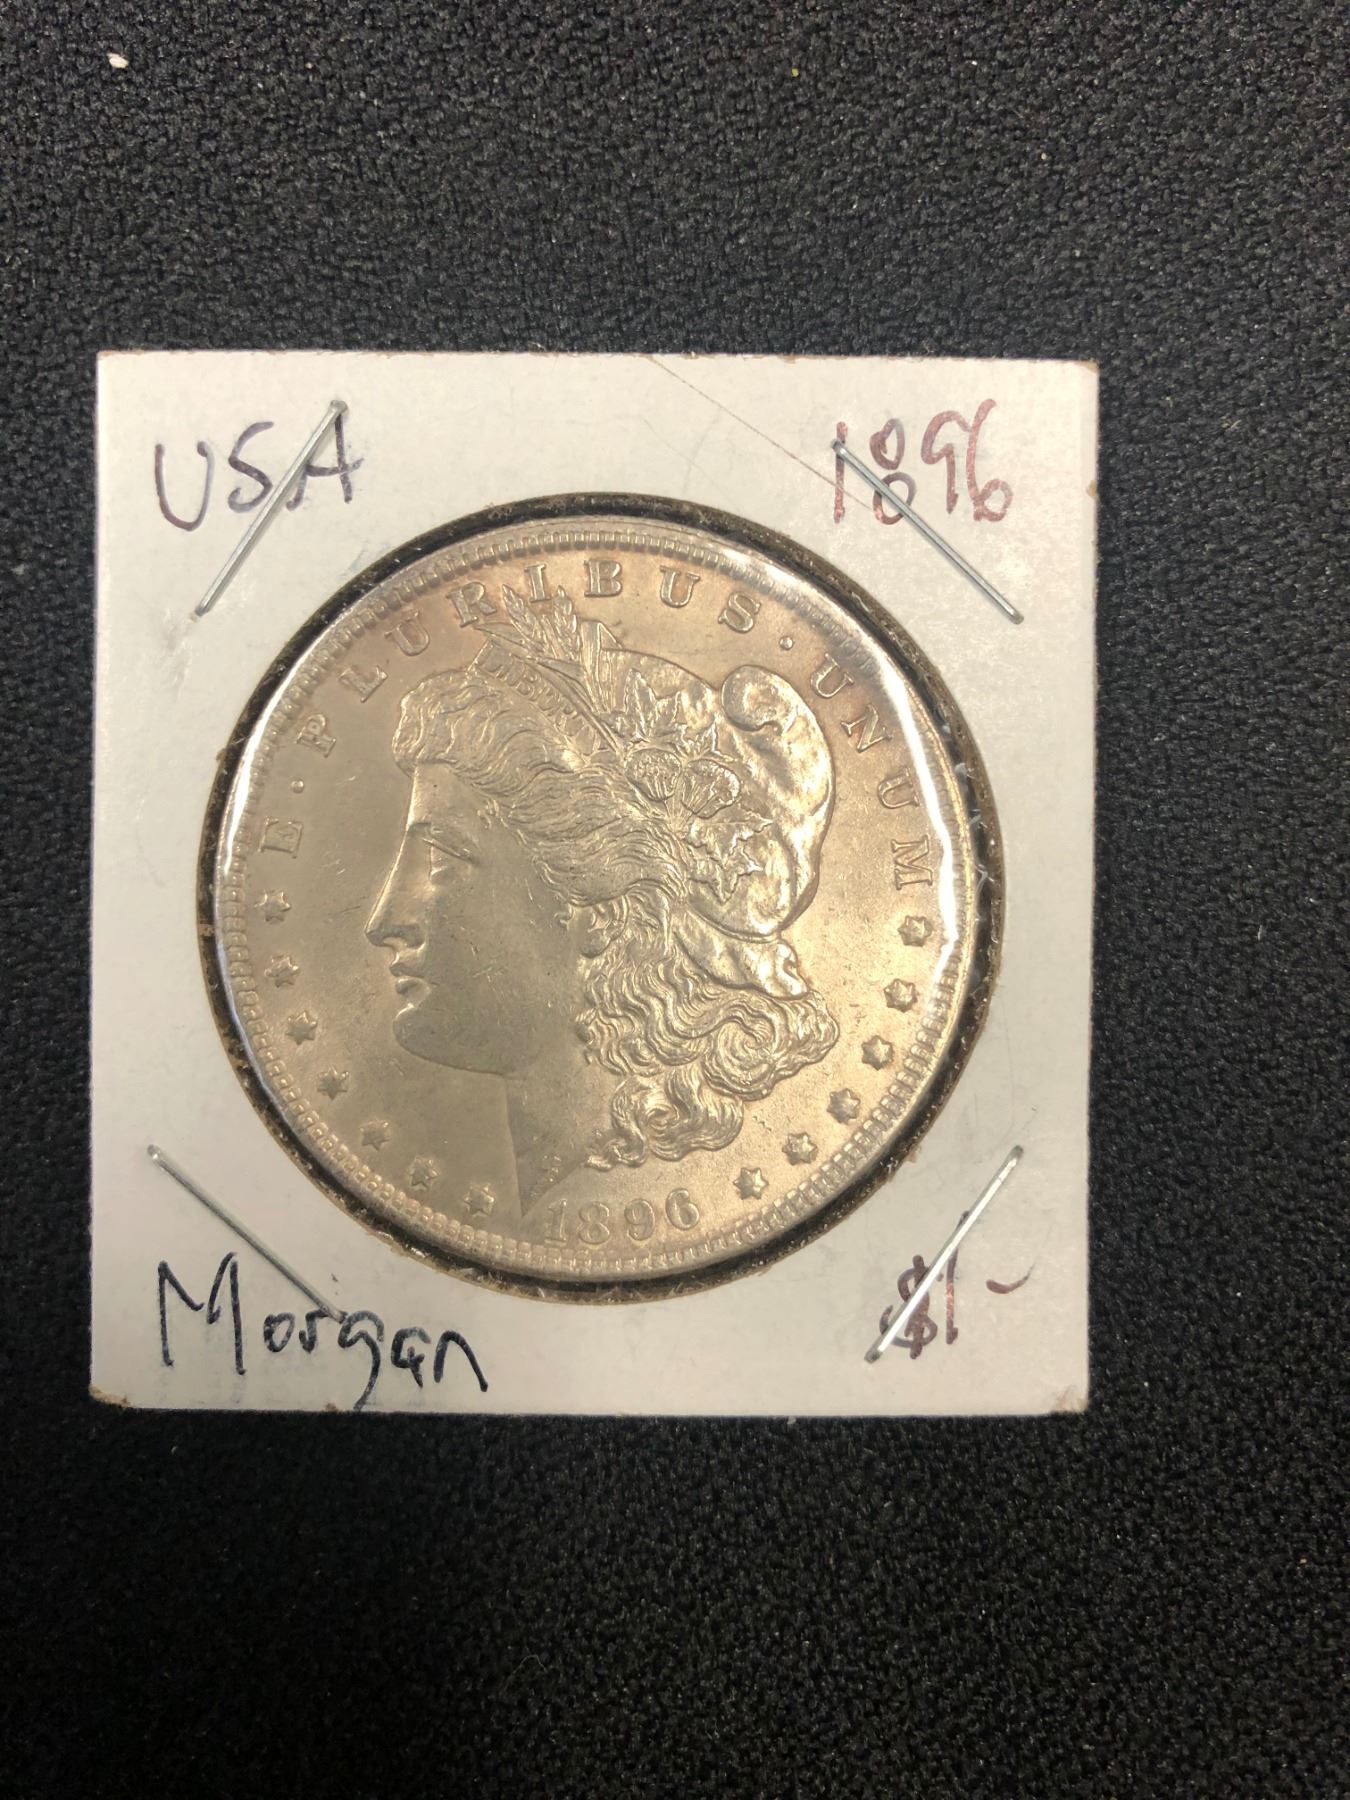 USA 1896
E · PLURIBUS · UNUM
LIBERTY
1896
Morgan $1-